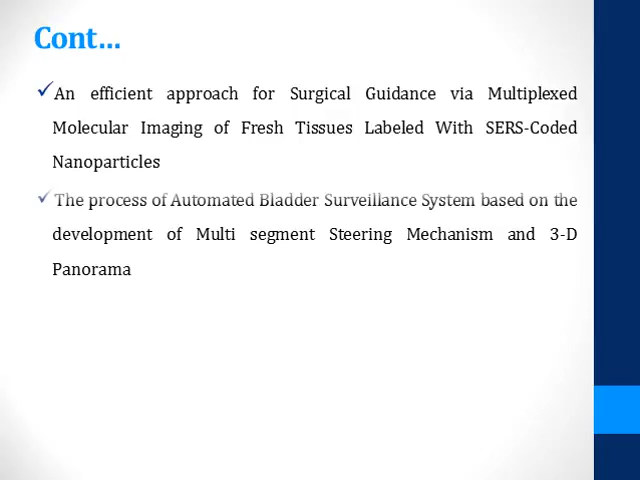 Cont...
✓An efficient approach for Surgical Guidance via Multiplexed
Molecular Imaging of Fresh Tissues Labeled With SERS-Coded
Nanoparticles
✓The process of Automated Bladder Surveillance System based on the
development of Multi segment Steering Mechanism and 3-D
Panorama